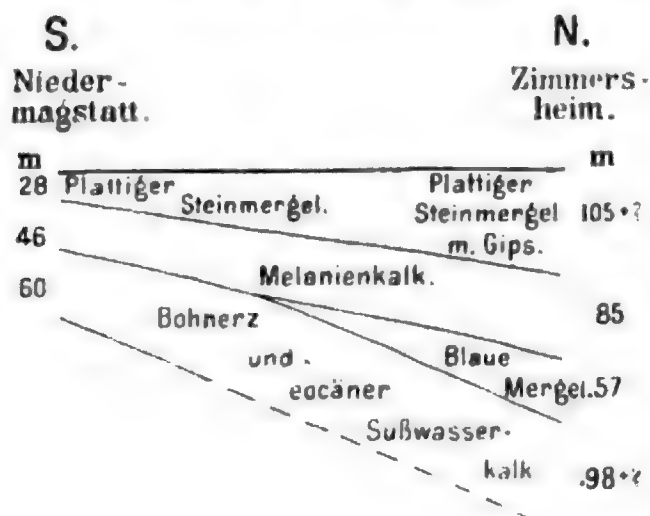 S.
N.
Nieder-
magstatt.
Zimmers-
heim.
m
m
28 Plattiger
Steinmergel.
Plattiger
Steinmergel
m. Gips.
105+?
46
Melanienkalk.
60
85
Bohnerz
und
eocäner
Blaue
Mergel. 57
Sußwasser-
kalk
98+?